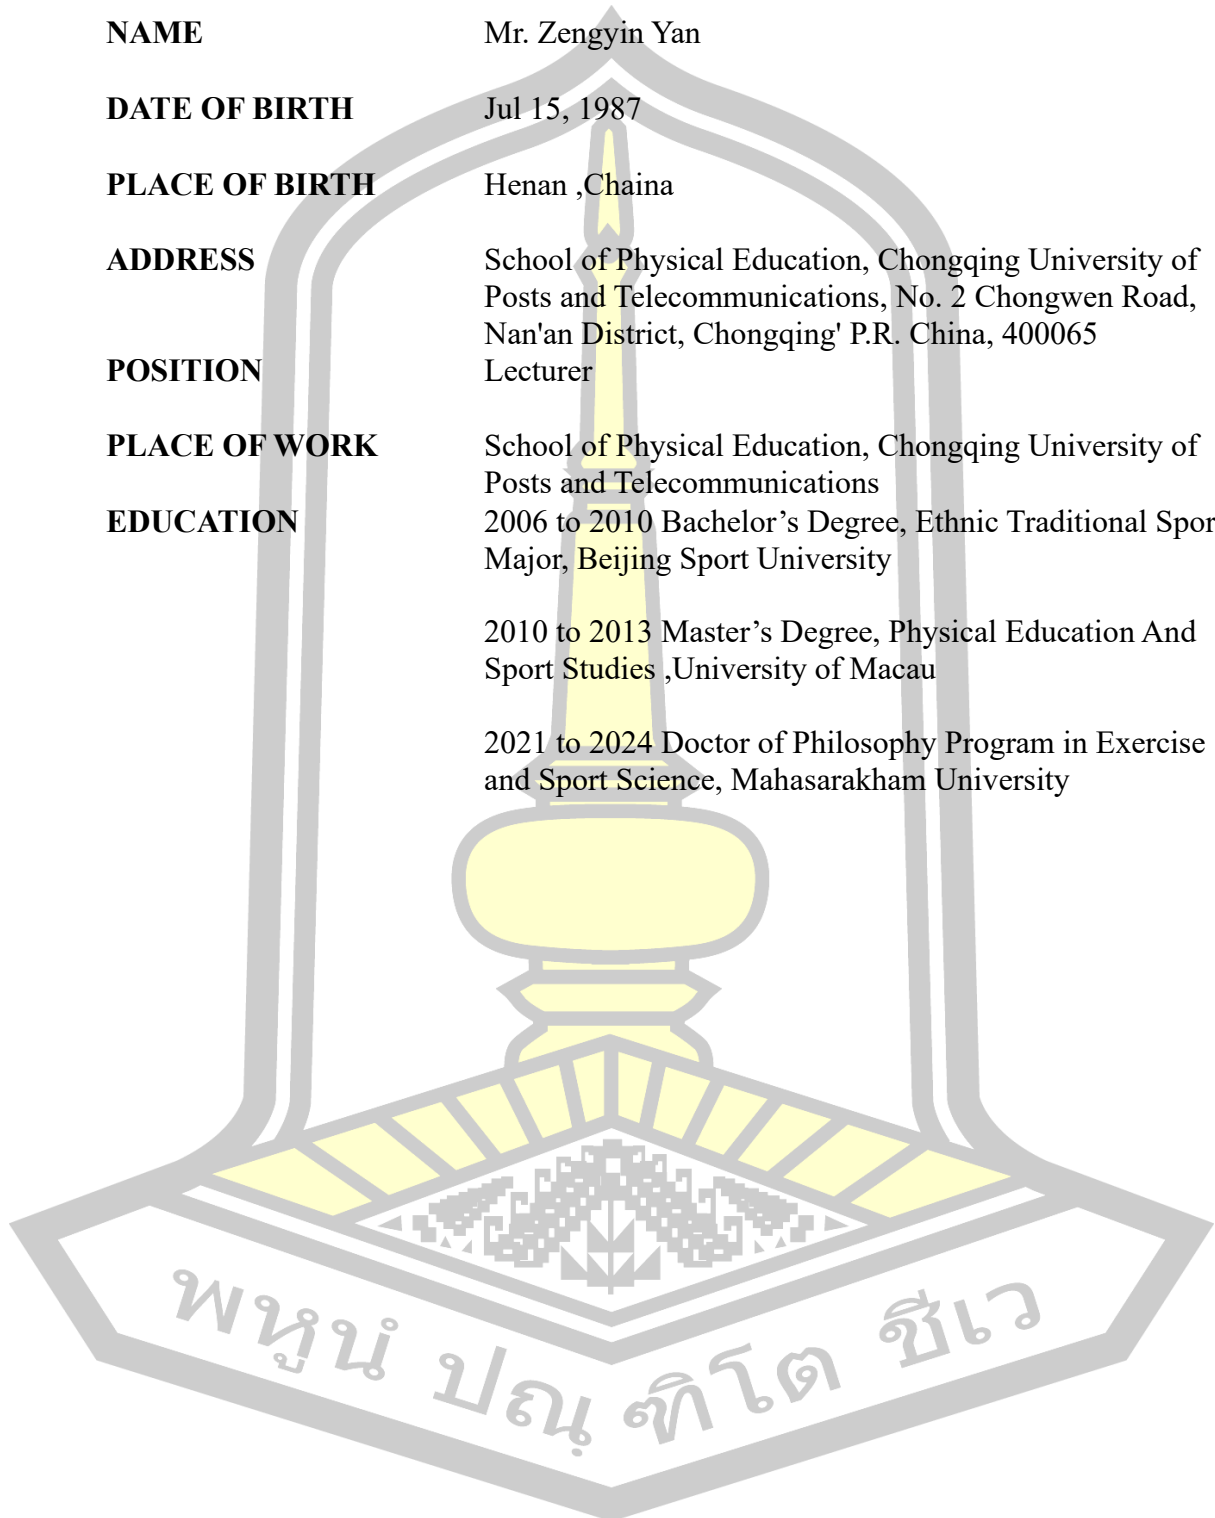 NAME Mr. Zengyin Yan
DATE OF BIRTH Jul 15, 1987
PLACE OF BIRTH Henan ,Chaina
ADDRESS School of Physical Education, Chongqing University of
Posts and Telecommunications, No. 2 Chongwen Road,
Nan'an District, Chongqing' P.R. China, 400065
POSITION Lecturer
PLACE OF WORK School of Physical Education, Chongqing University of
Posts and Telecommunications
EDUCATION 2006 to 2010 Bachelor’s Degree, Ethnic Traditional Spor
Major, Beijing Sport University
2010 to 2013 Master’s Degree, Physical Education And
Sport Studies ,University of Macau
2021 to 2024 Doctor of Philosophy Program in Exercise
and Sport Science, Mahasarakham University
พหูนํ ปณฺฑิโต ชีเว